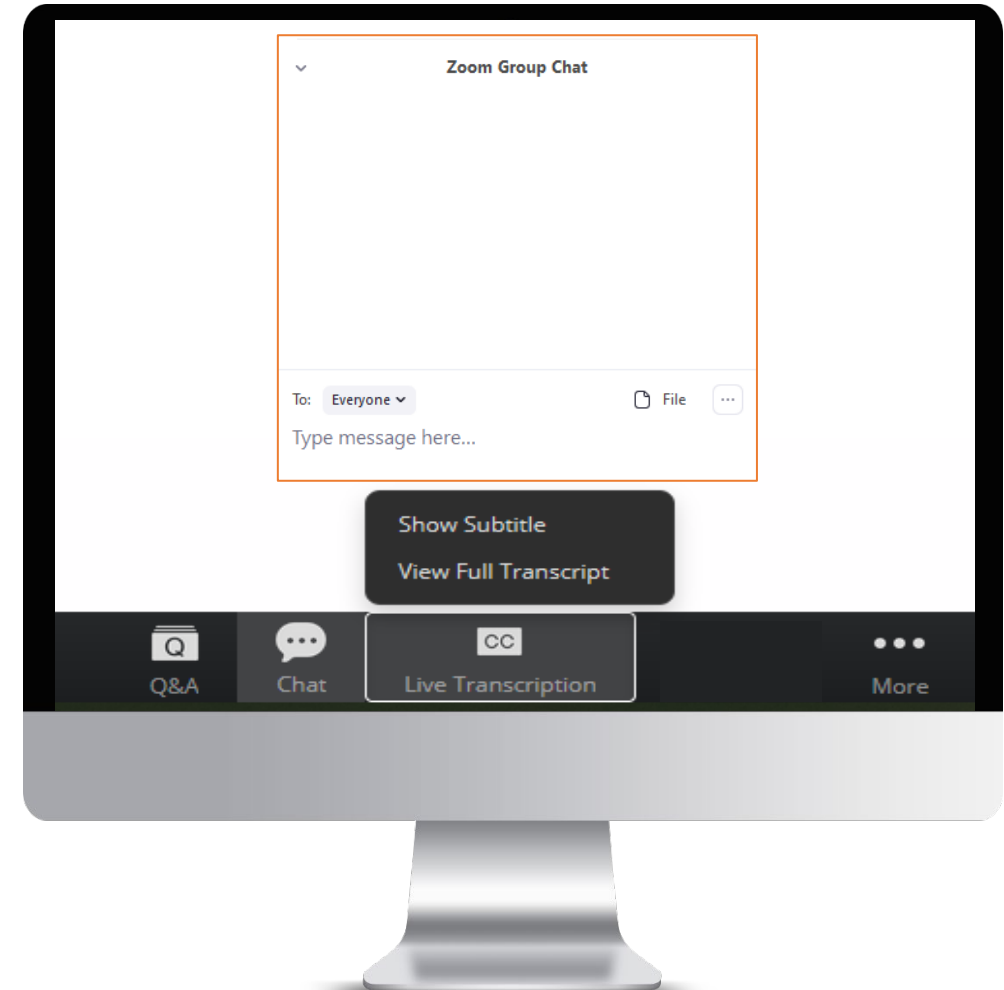 Zoom Group Chat
To: Everyone File
Type message here...
Show Subtitle
View Full Transcript
Q
CC
Q&A Chat Live Transcription More